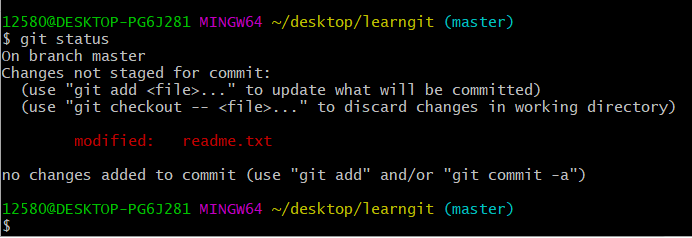 12580@DESKTOP-PG6J281 MINGW64 ~/desktop/learngit (master)
$ git status
On branch master
Changes not staged for commit:
  (use "git add <file>..." to update what will be committed)
  (use "git checkout -- <file>..." to discard changes in working directory)
        modified:   readme.txt
no changes added to commit (use "git add" and/or "git commit -a")
12580@DESKTOP-PG6J281 MINGW64 ~/desktop/learngit (master)
$